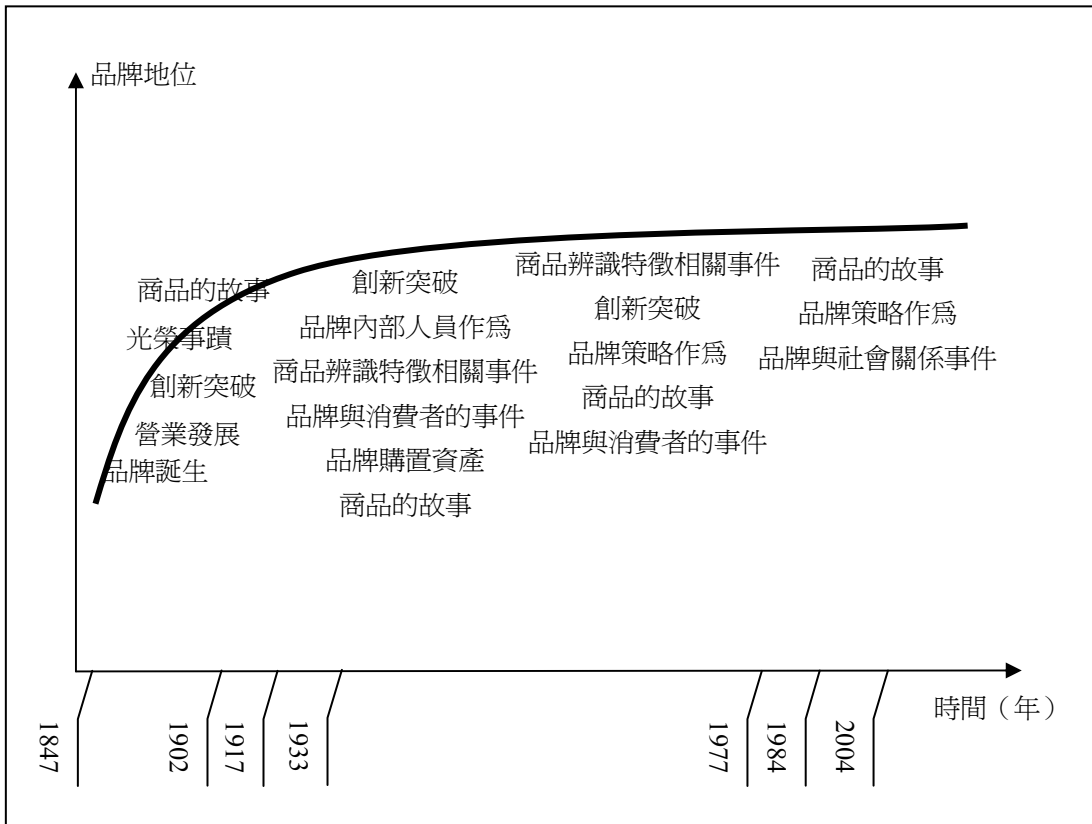 品牌地位
商品的故事
光榮事蹟
創新突破
營業發展
品牌誕生
創新突破
品牌內部人員作為
商品辨識特徵相關事件
品牌與消費者的事件
品牌購置資產
商品的故事
商品辨識特徵相關事件
創新突破
品牌策略作為
商品的故事
品牌與消費者的事件
商品的故事
品牌策略作為
品牌與社會關係事件
時間（年）
1847
1902
1917
1933
1977
1984
2004